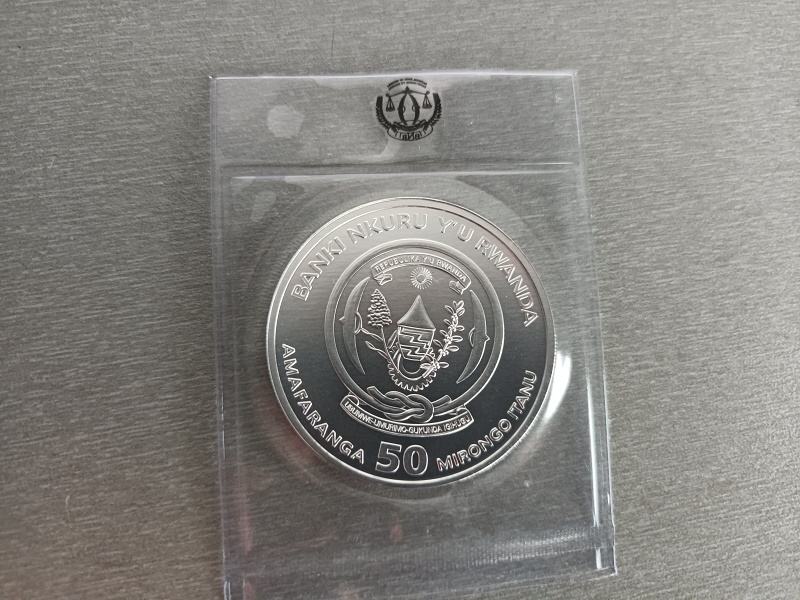 BANKI NKURU Y'U RWANDA
REPUBULIKA Y'U RWANDA
UBUMWE-UMURIMO-GUKUNDA IGIHUGU
AMAFARANGA 50 MIRONGO ITANU